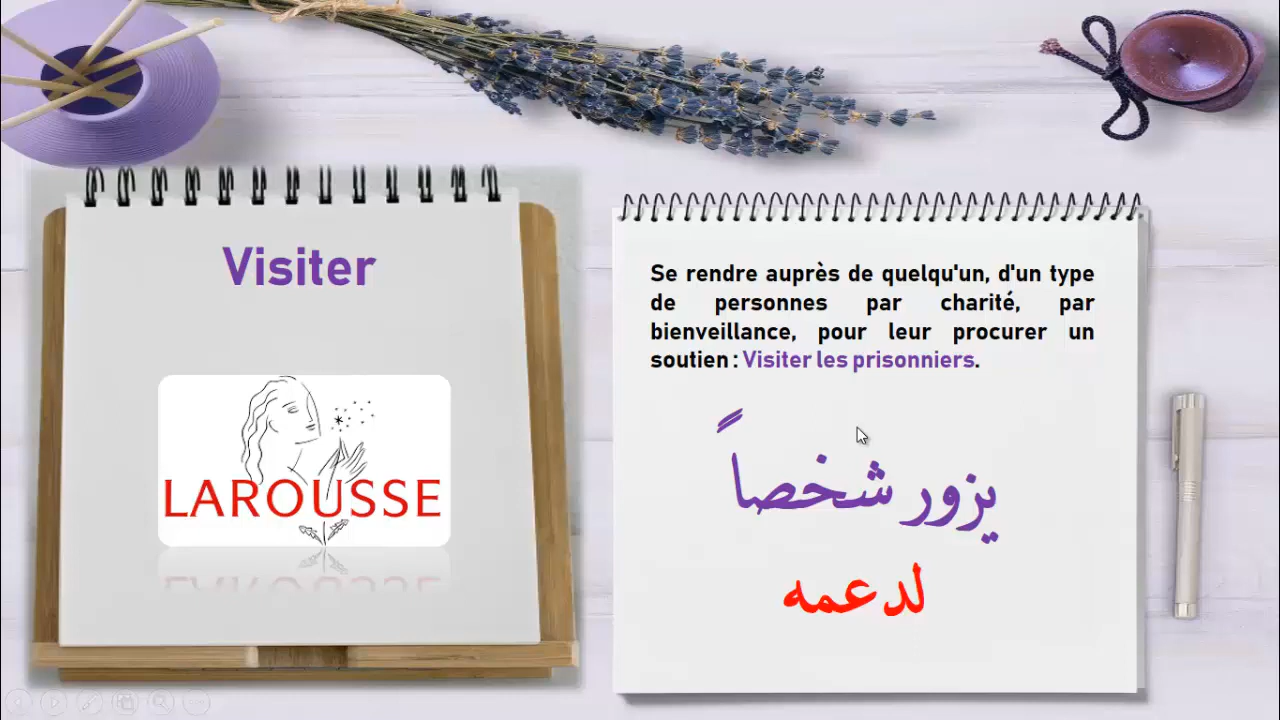 Visiter
LAROUSSE
Se rendre auprès de quelqu'un, d'un type
de personnes par charité, par
bienveillance, pour leur procurer un
soutien : Visiter les prisonniers.
يزور شخصاً
لدعمه